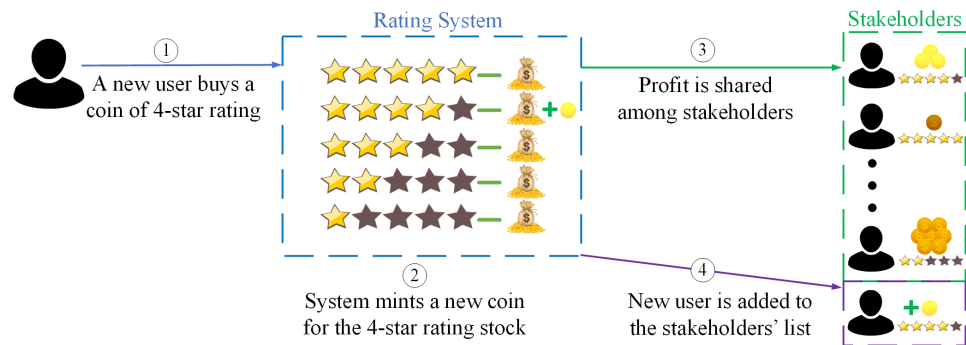 Rating System
Stakeholders
1
A new user buys a
coin of 4-star rating
3
Profit is shared
among stakeholders
$
$
$
$
$
2
System mints a new coin
for the 4-star rating stock
4
New user is added to
the stakeholders' list